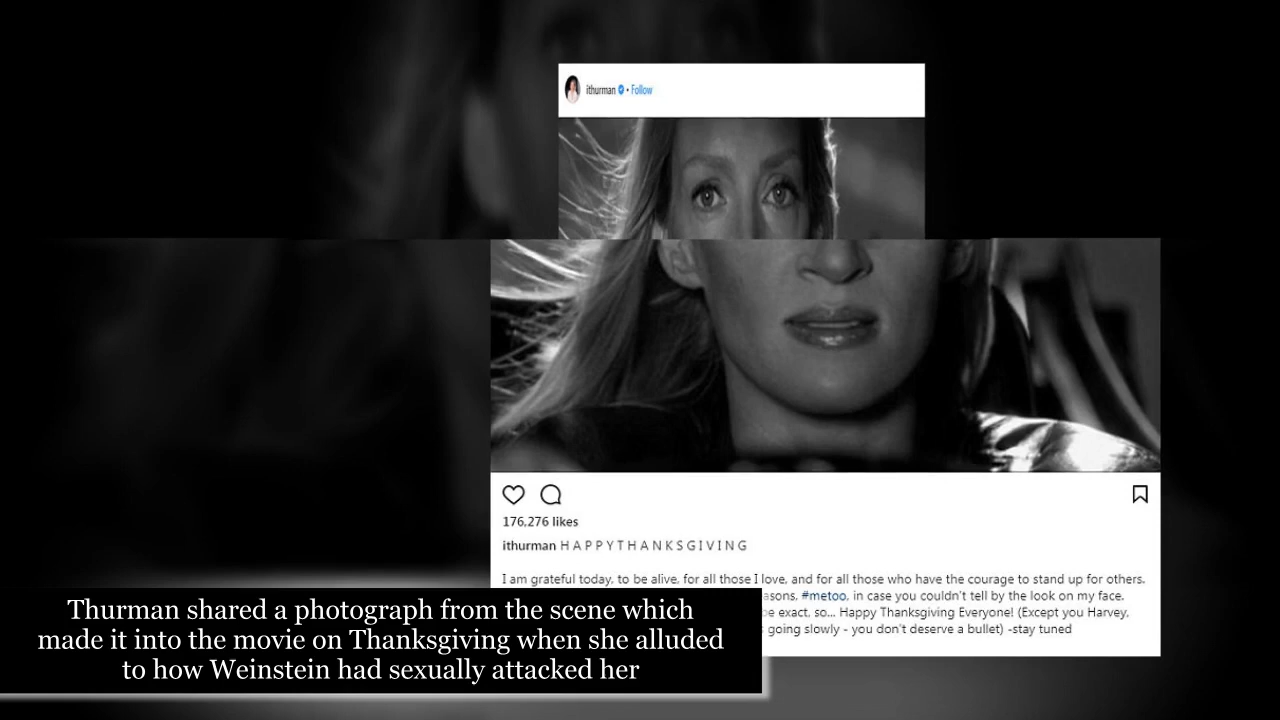 ithurman • Follow
176,276 likes
ithurman H A P P Y T H A N K S G I V I N G
I am grateful today, to be alive, for all those I love, and for all those who have the courage to stand up for others.
#metoo, in case you couldn't tell by the look on my face.
exact, so... Happy Thanksgiving Everyone! (Except you Harvey,
going slowly - you don't deserve a bullet) -stay tuned
Thurman shared a photograph from the scene which
made it into the movie on Thanksgiving when she alluded
to how Weinstein had sexually attacked her